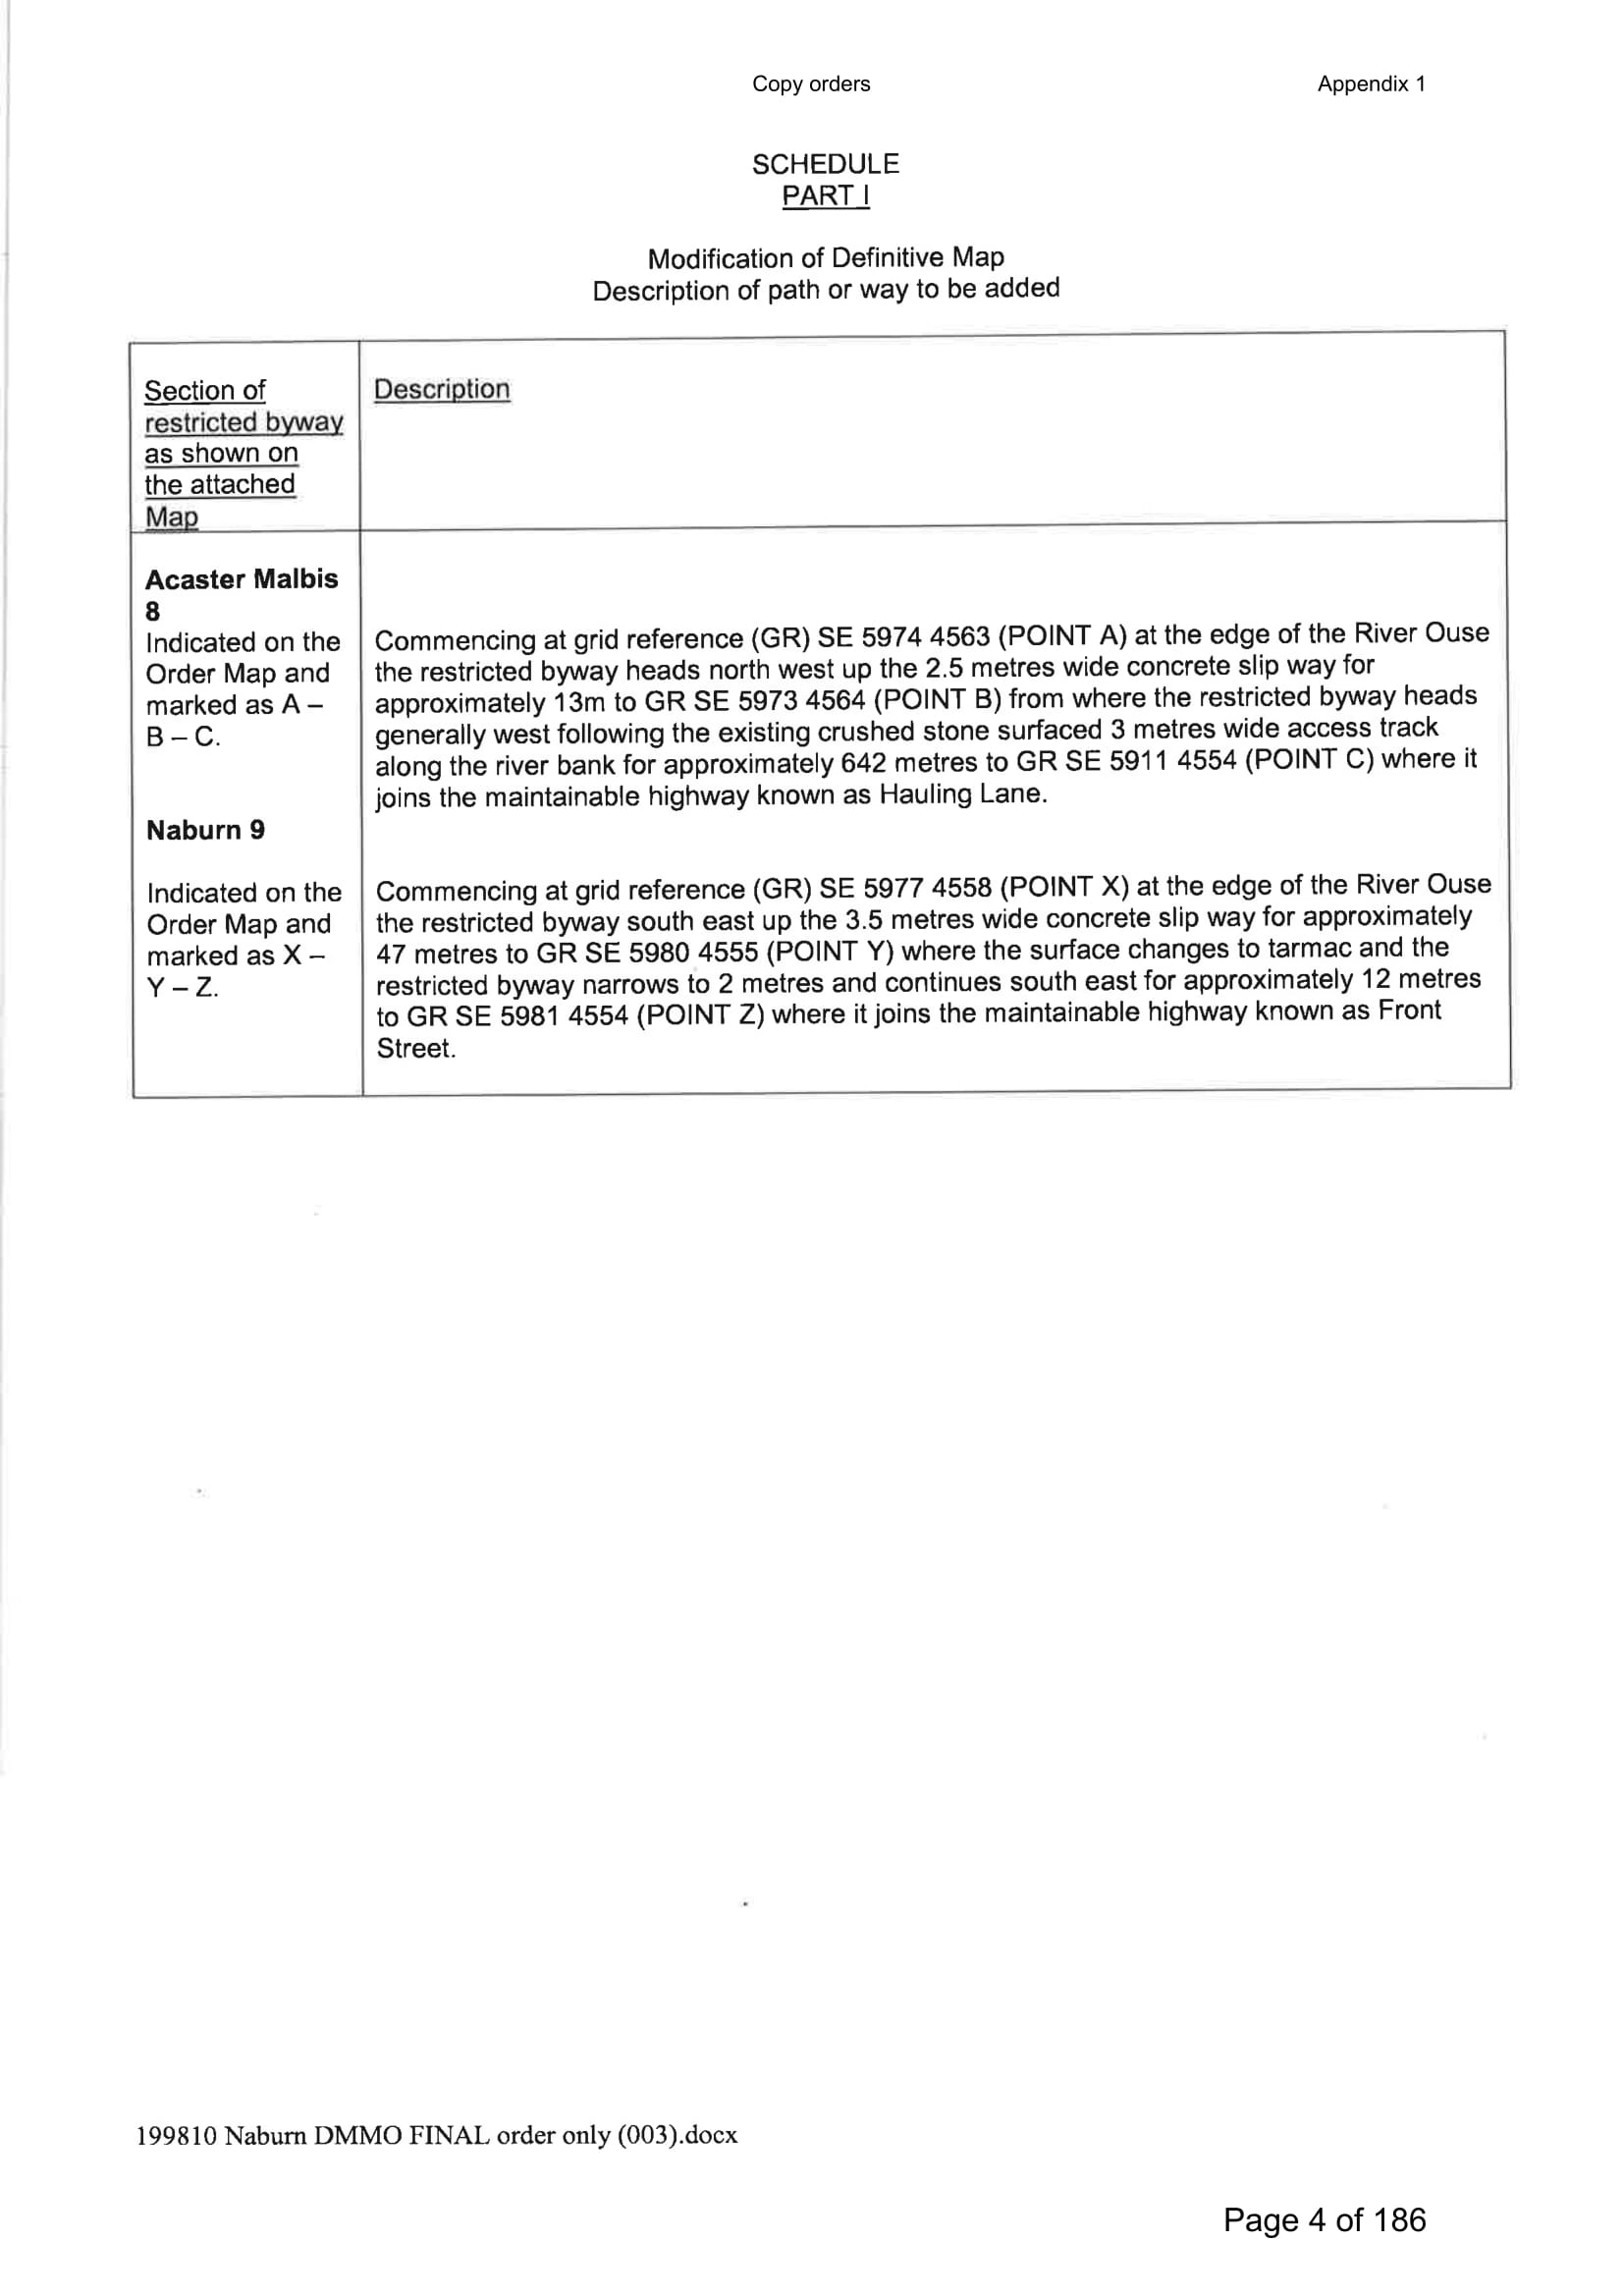 Copy orders
Appendix 1
SCHEDULE
PART I
Modification of Definitive Map
Description of path or way to be added
Section of
restricted byway
as shown on
the attached
Map
Description
Acaster Malbis
8
Indicated on the
Order Map and
marked as A –
B – C.
Commencing at grid reference (GR) SE 5974 4563 (POINT A) at the edge of the River Ouse
the restricted byway heads north west up the 2.5 metres wide concrete slip way for
approximately 13m to GR SE 5973 4564 (POINT B) from where the restricted byway heads
generally west following the existing crushed stone surfaced 3 metres wide access track
along the river bank for approximately 642 metres to GR SE 5911 4554 (POINT C) where it
joins the maintainable highway known as Hauling Lane.
Naburn 9
Indicated on the
Order Map and
marked as X –
Y – Z.
Commencing at grid reference (GR) SE 5977 4558 (POINT X) at the edge of the River Ouse
the restricted byway south east up the 3.5 metres wide concrete slip way for approximately
47 metres to GR SE 5980 4555 (POINT Y) where the surface changes to tarmac and the
restricted byway narrows to 2 metres and continues south east for approximately 12 metres
to GR SE 5981 4554 (POINT Z) where it joins the maintainable highway known as Front
Street.
199810 Naburn DMMO FINAL order only (003).docx
Page 4 of 186